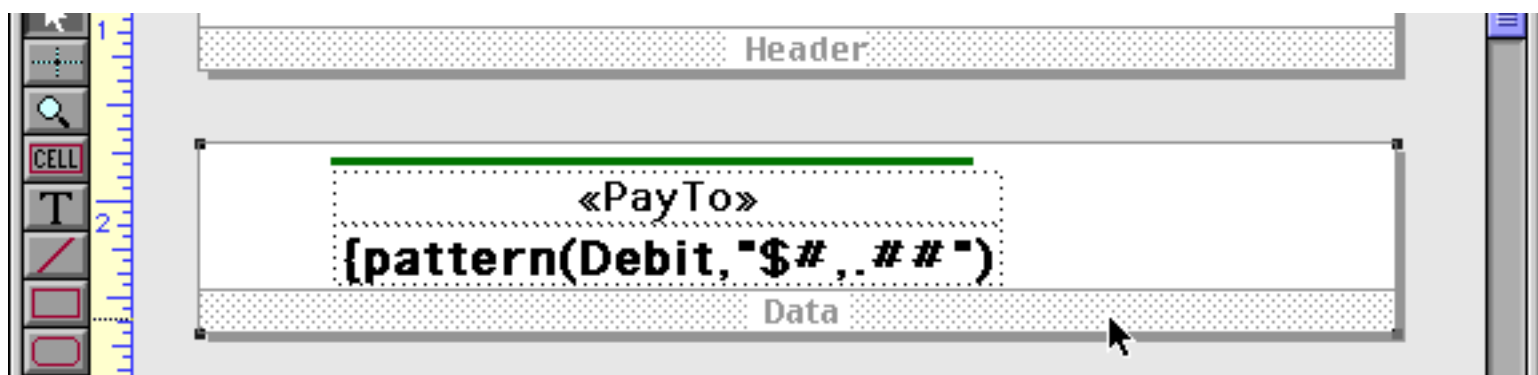 1
Header
CELL
T
2
«PayTo»
{pattern(Debit,"$#,.##")
Data